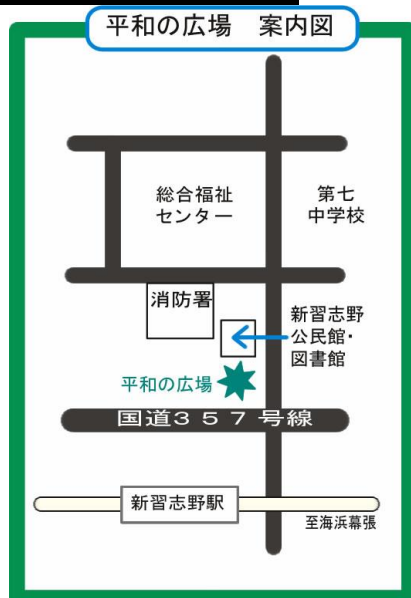 平和の広場　案内図
総合福祉
センター
第七
中学校
消防署
新習志野
公民館・
図書館
平和の広場
国道３５７号線
新習志野駅
至海浜幕張